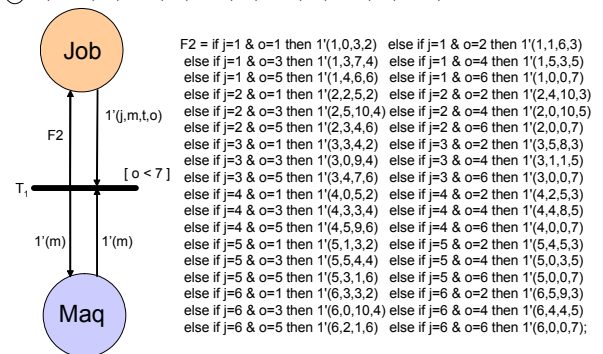 Job
F2
1'(j,m,t,o)
[ o < 7 ]
T1
1'(m)
1'(m)
Maq
F2 = if j=1 & o=1 then 1'(1,0,3,2) else if j=1 & o=2 then 1'(1,1,6,3)
else if j=1 & o=3 then 1'(1,3,7,4) else if j=1 & o=4 then 1'(1,5,3,5)
else if j=1 & o=5 then 1'(1,4,6,6) else if j=1 & o=6 then 1'(1,0,0,7)
else if j=2 & o=1 then 1'(2,2,5,2) else if j=2 & o=2 then 1'(2,4,10,3)
else if j=2 & o=3 then 1'(2,5,10,4) else if j=2 & o=4 then 1'(2,0,10,5)
else if j=2 & o=5 then 1'(2,3,4,6) else if j=2 & o=6 then 1'(2,0,0,7)
else if j=3 & o=1 then 1'(3,3,4,2) else if j=3 & o=2 then 1'(3,5,8,3)
else if j=3 & o=3 then 1'(3,0,9,4) else if j=3 & o=4 then 1'(3,1,1,5)
else if j=3 & o=5 then 1'(3,4,7,6) else if j=3 & o=6 then 1'(3,0,0,7)
else if j=4 & o=1 then 1'(4,0,5,2) else if j=4 & o=2 then 1'(4,2,5,3)
else if j=4 & o=3 then 1'(4,3,3,4) else if j=4 & o=4 then 1'(4,4,8,5)
else if j=4 & o=5 then 1'(4,5,9,6) else if j=4 & o=6 then 1'(4,0,0,7)
else if j=5 & o=1 then 1'(5,1,3,2) else if j=5 & o=2 then 1'(5,4,5,3)
else if j=5 & o=3 then 1'(5,5,4,4) else if j=5 & o=4 then 1'(5,0,3,5)
else if j=5 & o=5 then 1'(5,3,1,6) else if j=5 & o=6 then 1'(5,0,0,7)
else if j=6 & o=1 then 1'(6,3,3,2) else if j=6 & o=2 then 1'(6,5,9,3)
else if j=6 & o=3 then 1'(6,0,10,4) else if j=6 & o=4 then 1'(6,4,4,5)
else if j=6 & o=5 then 1'(6,2,1,6) else if j=6 & o=6 then 1'(6,0,0,7);